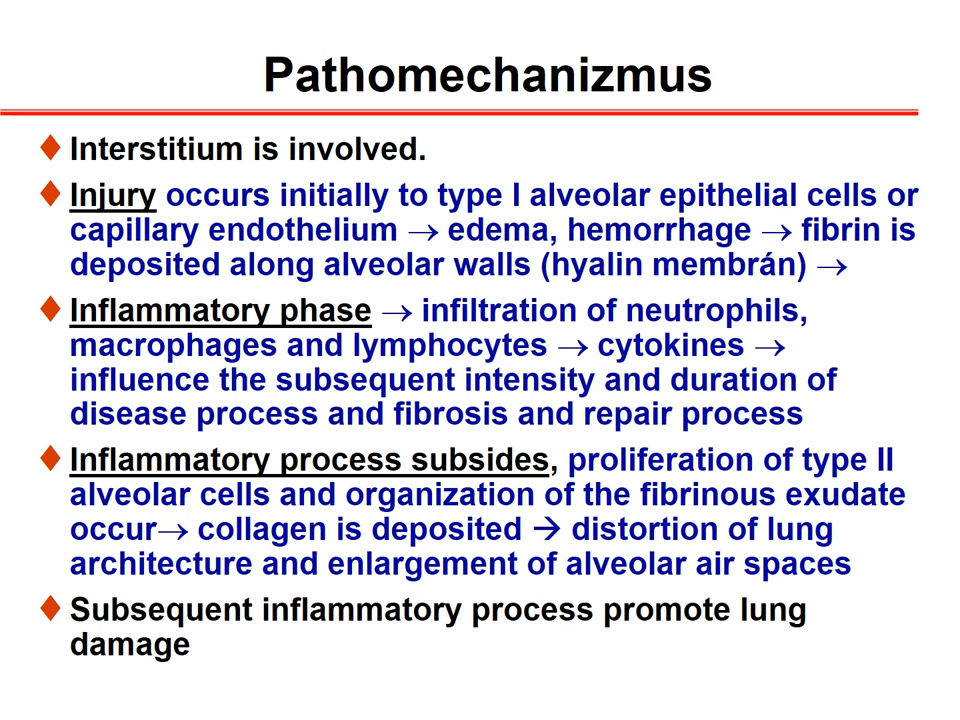 Pathomechanizmus
♦ Interstitium is involved.
♦ Injury occurs initially to type I alveolar epithelial cells or
capillary endothelium → edema, hemorrhage → fibrin is
deposited along alveolar walls (hyalin membrán) →
♦ Inflammatory phase → infiltration of neutrophils,
macrophages and lymphocytes → cytokines →
influence the subsequent intensity and duration of
disease process and fibrosis and repair process
♦ Inflammatory process subsides, proliferation of type II
alveolar cells and organization of the fibrinous exudate
occur→ collagen is deposited → distortion of lung
architecture and enlargement of alveolar air spaces
♦ Subsequent inflammatory process promote lung
damage